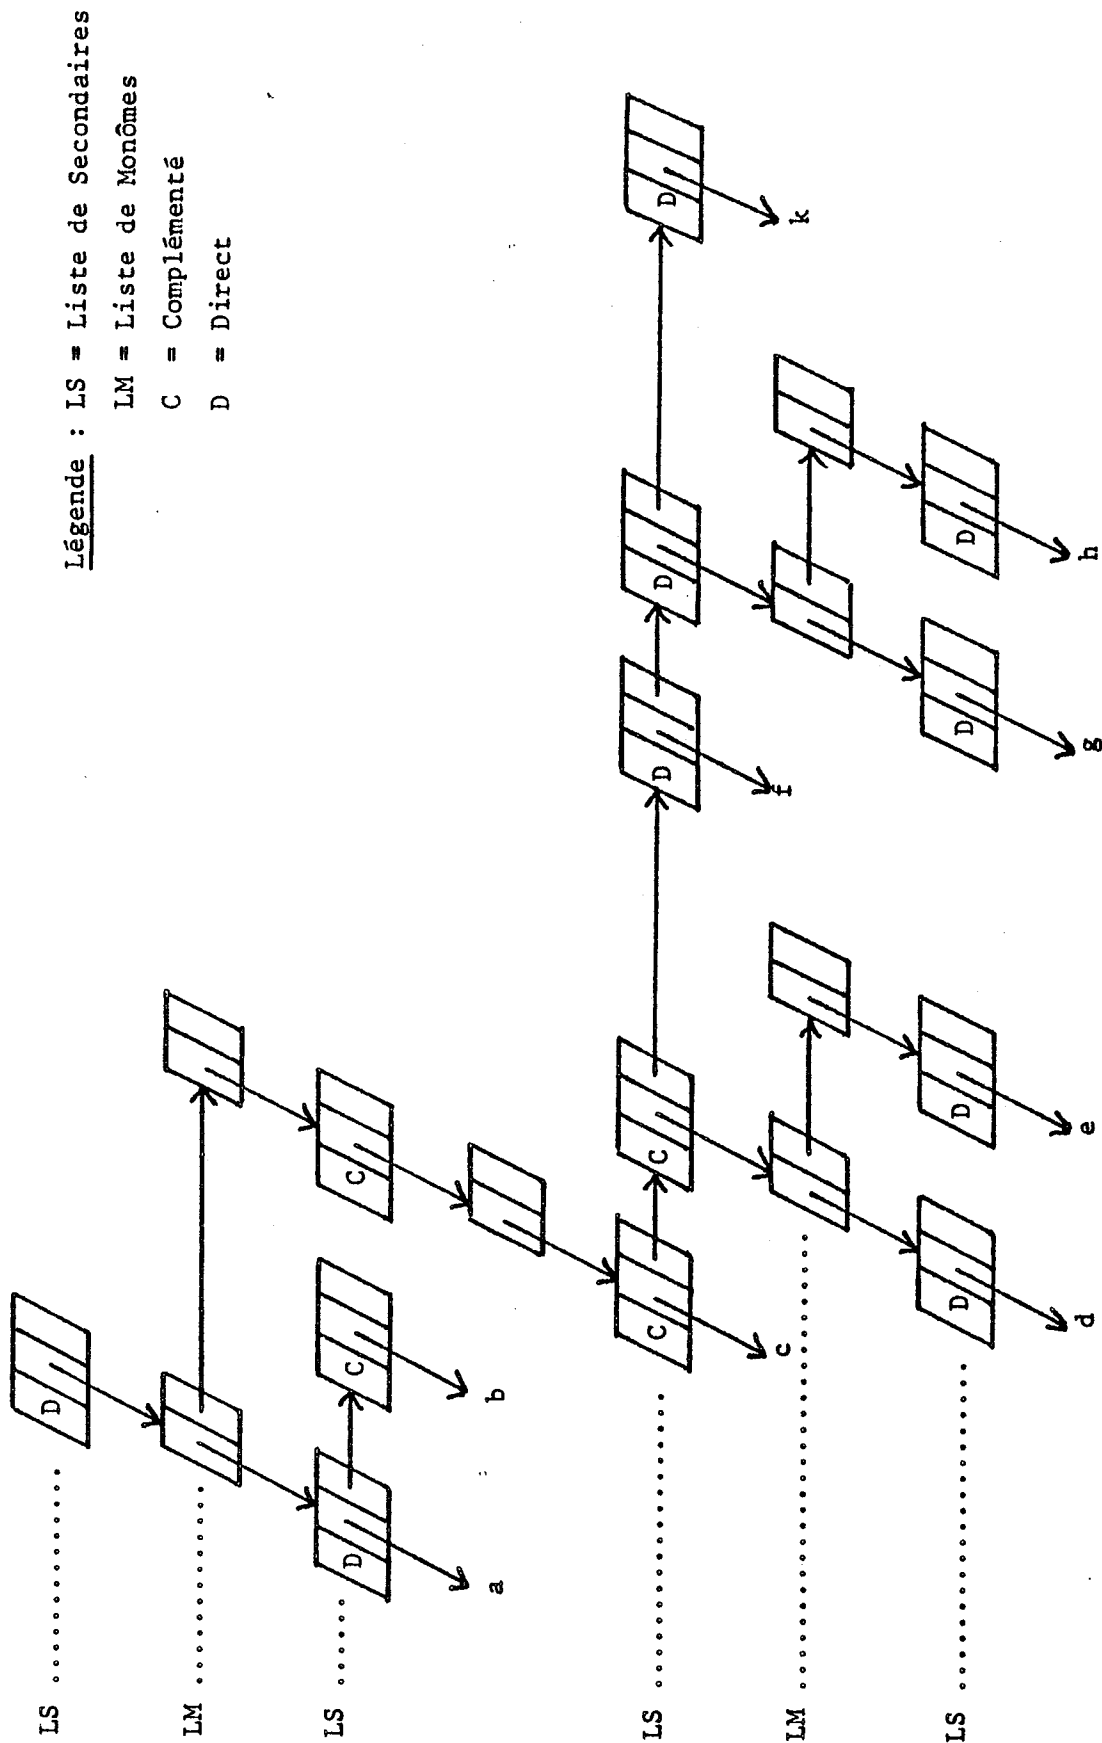 Légende : LS = Liste de Secondaires
LM = Liste de Monômes
C = Complémenté
D = Direct
LS ............... D
LM ...............
LS ...... D C C
a b
LS .................... C C D D D
c f k
LM ..............................
LS ...................... D D D D
d e g h